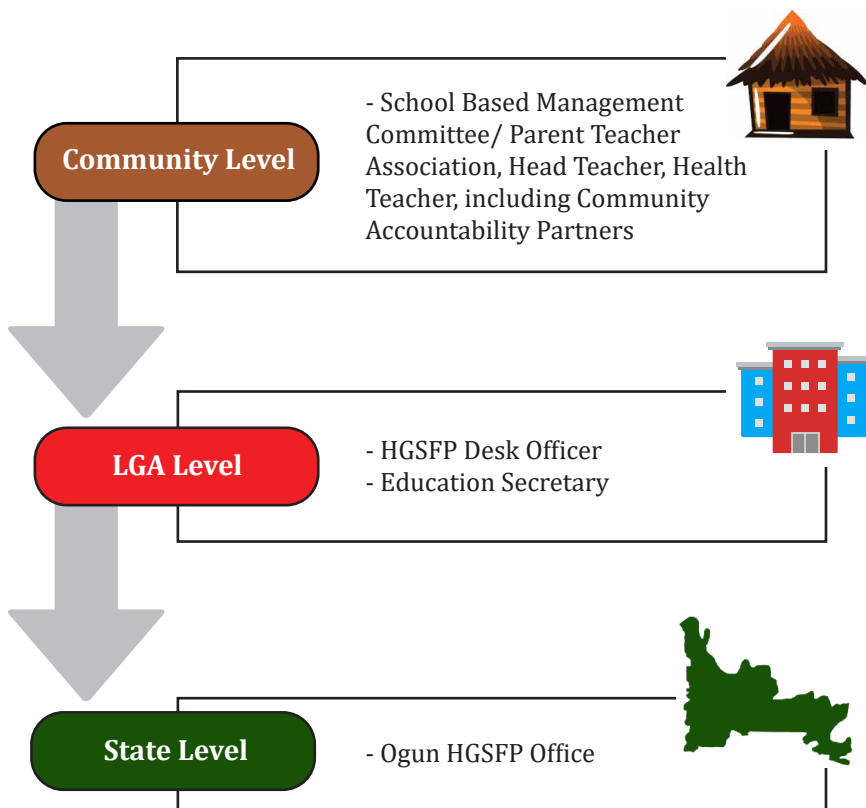 Community Level
- School Based Management
Committee/ Parent Teacher
Association, Head Teacher, Health
Teacher, including Community
Accountability Partners
LGA Level
- HGSFP Desk Officer
- Education Secretary
State Level
- Ogun HGSFP Office